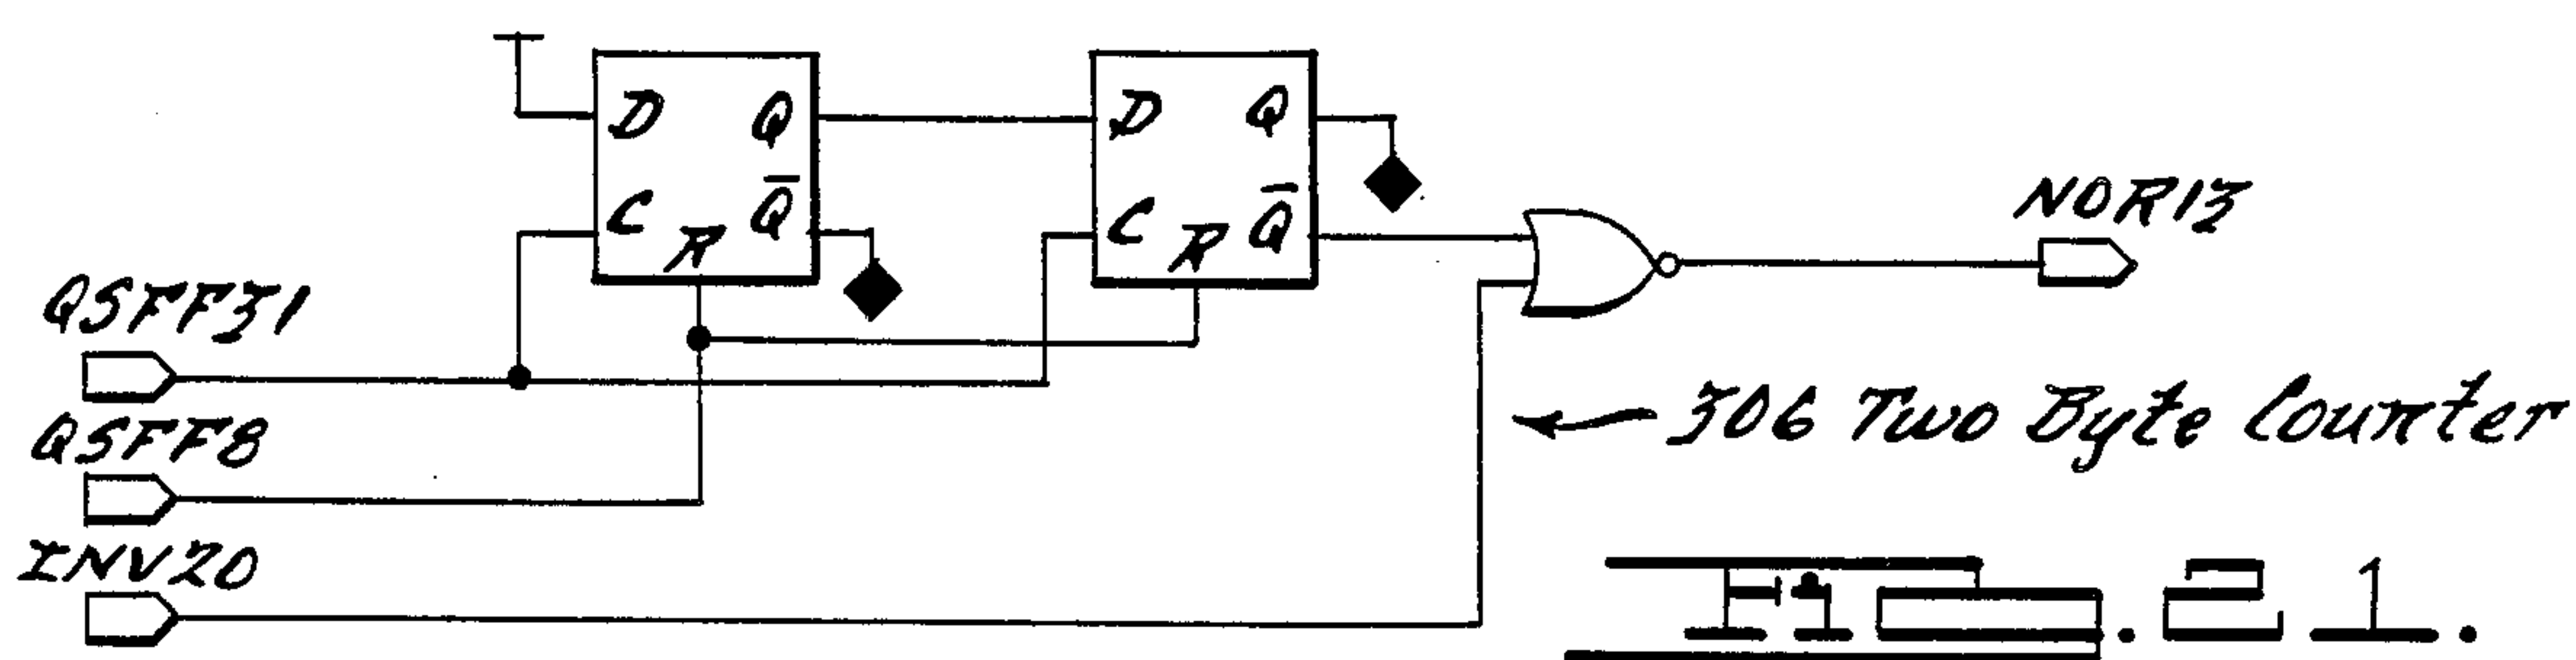 D Q
C R Q̅
D Q
C R Q̅
NOR13
QSFF31
QSFF8
INV20
306 Two Byte Counter
Fig. 21.